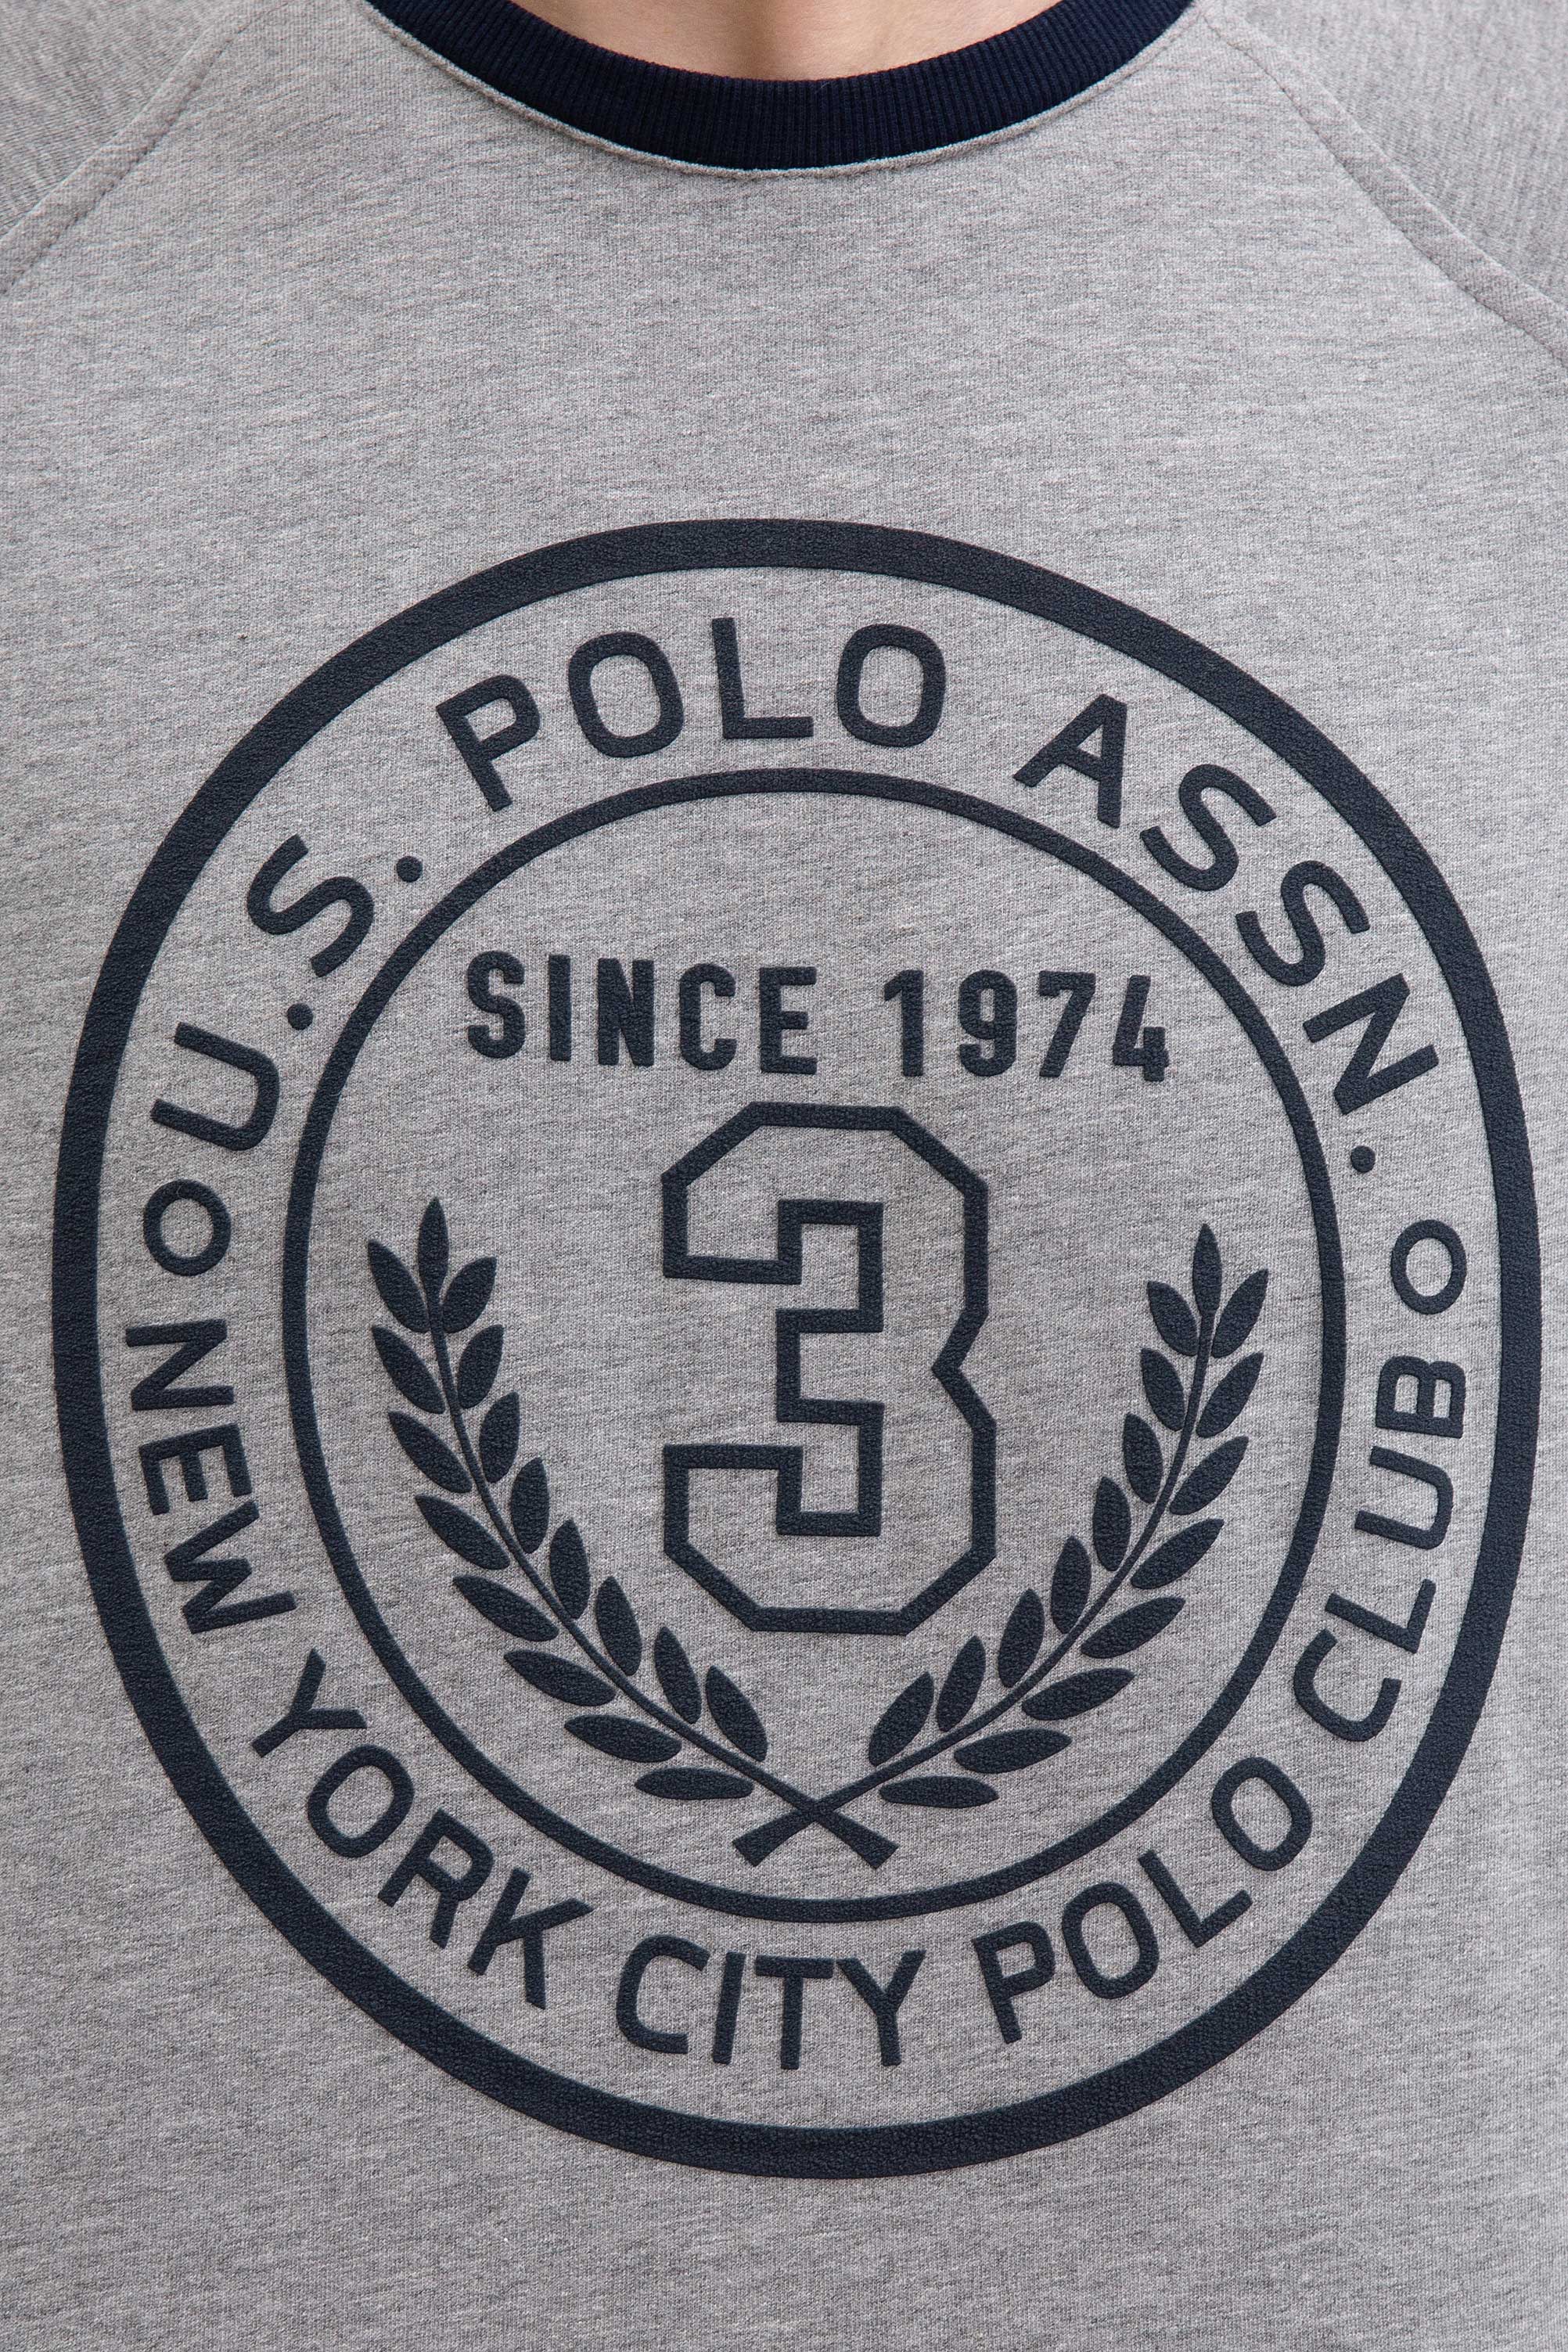 U.S. POLO ASSN.
SINCE 1974
3
NEW YORK CITY POLO CLUB